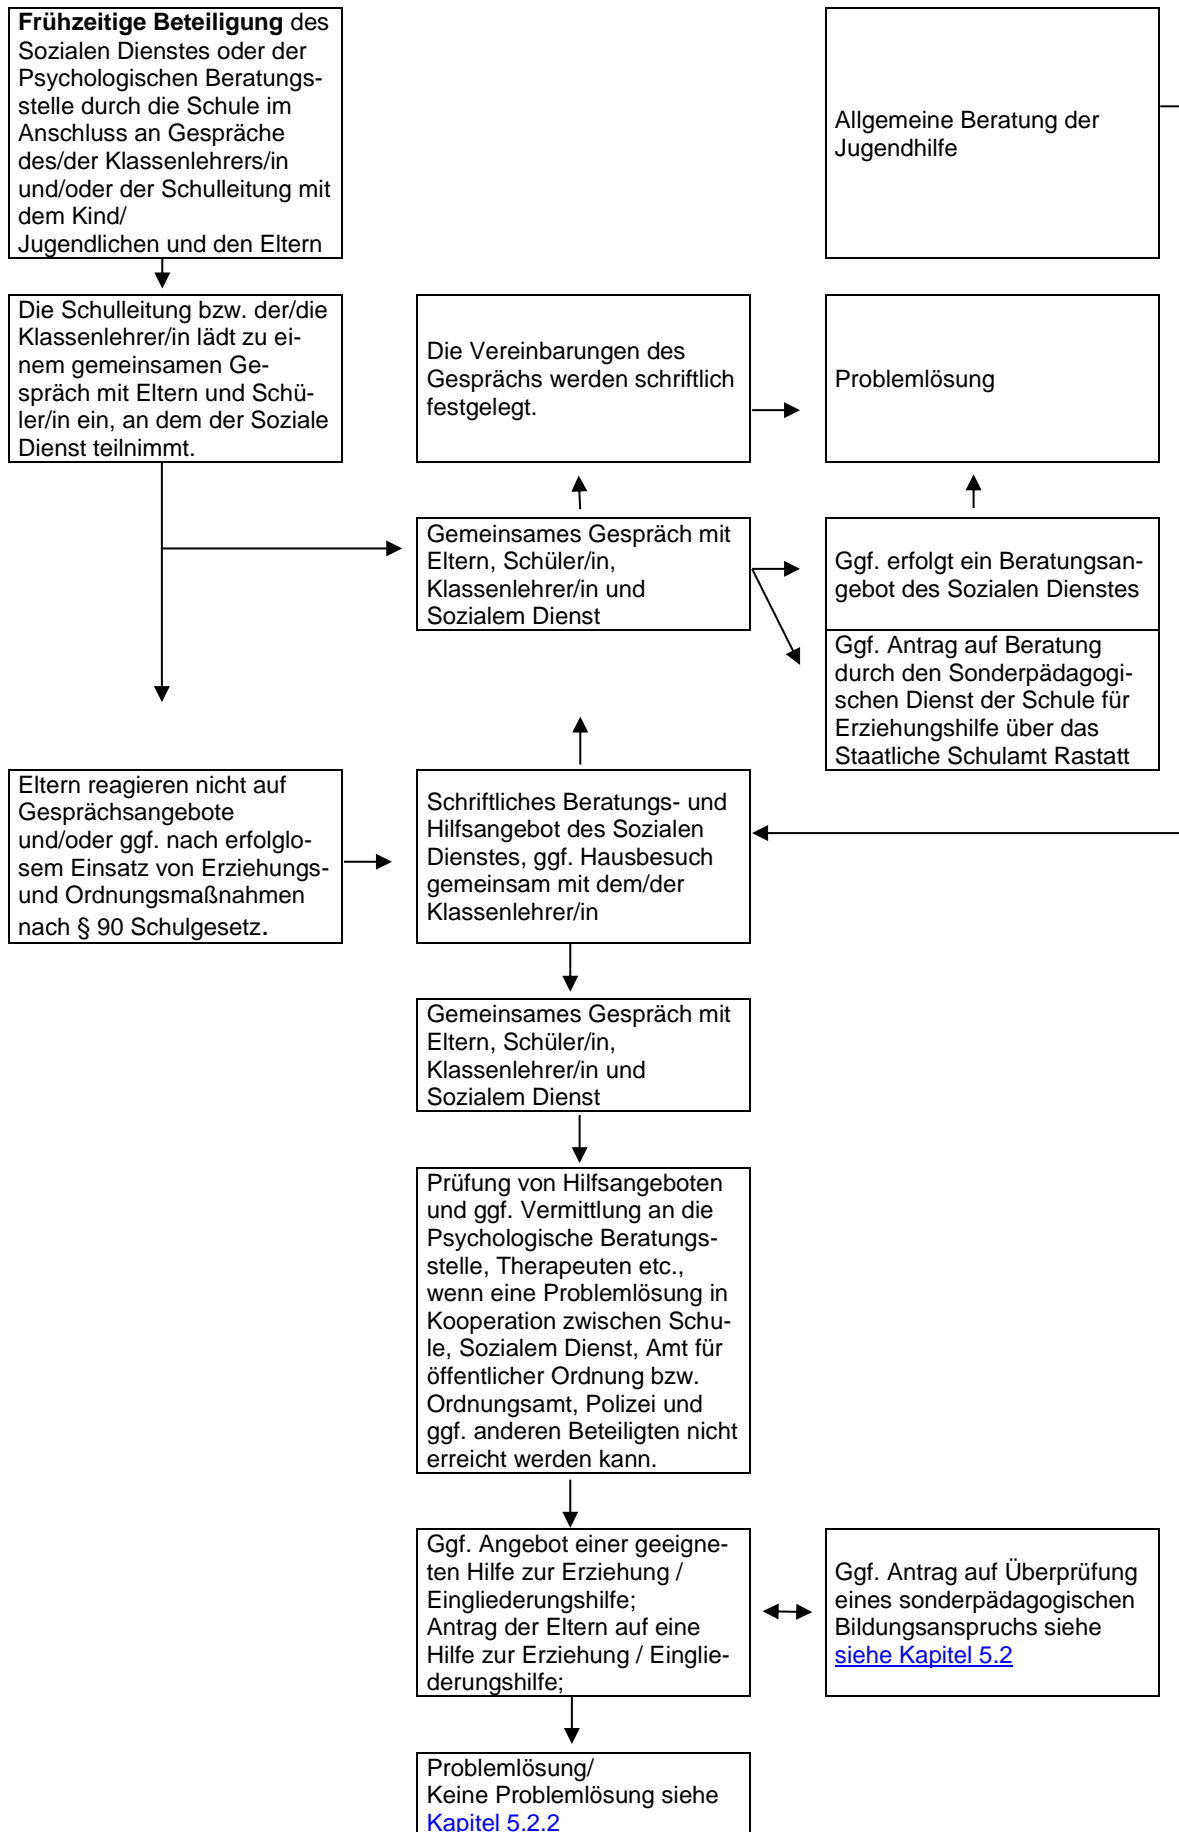 Frühzeitige Beteiligung des
Sozialen Dienstes oder der
Psychologischen Beratungs-
stelle durch die Schule im
Anschluss an Gespräche
des/der Klassenlehrers/in
und/oder der Schulleitung mit
dem Kind/
Jugendlichen und den Eltern
Allgemeine Beratung der
Jugendhilfe
Die Schulleitung bzw. der/die
Klassenlehrer/in lädt zu ei-
nem gemeinsamen Ge-
spräch mit Eltern und Schü-
ler/in ein, an dem der Soziale
Dienst teilnimmt.
Die Vereinbarungen des
Gesprächs werden schriftlich
festgelegt.
Problemlösung
Gemeinsames Gespräch mit
Eltern, Schüler/in,
Klassenlehrer/in und
Sozialem Dienst
Ggf. erfolgt ein Beratungsan-
gebot des Sozialen Dienstes
Ggf. Antrag auf Beratung
durch den Sonderpädagogi-
schen Dienst der Schule für
Erziehungshilfe über das
Staatliche Schulamt Rastatt
Eltern reagieren nicht auf
Gesprächsangebote
und/oder ggf. nach erfolglo-
sem Einsatz von Erziehungs-
und Ordnungsmaßnahmen
nach § 90 Schulgesetz.
Schriftliches Beratungs- und
Hilfsangebot des Sozialen
Dienstes, ggf. Hausbesuch
gemeinsam mit dem/der
Klassenlehrer/in
Gemeinsames Gespräch mit
Eltern, Schüler/in,
Klassenlehrer/in und
Sozialem Dienst
Prüfung von Hilfsangeboten
und ggf. Vermittlung an die
Psychologische Beratungs-
stelle, Therapeuten etc.,
wenn eine Problemlösung in
Kooperation zwischen Schu-
le, Sozialem Dienst, Amt für
öffentlicher Ordnung bzw.
Ordnungsamt, Polizei und
ggf. anderen Beteiligten nicht
erreicht werden kann.
Ggf. Angebot einer geeigne-
ten Hilfe zur Erziehung /
Eingliederungshilfe;
Antrag der Eltern auf eine
Hilfe zur Erziehung / Einglie-
derungshilfe;
Ggf. Antrag auf Überprüfung
eines sonderpädagogischen
Bildungsanspruchs siehe
siehe Kapitel 5.2
Problemlösung/
Keine Problemlösung siehe
Kapitel 5.2.2